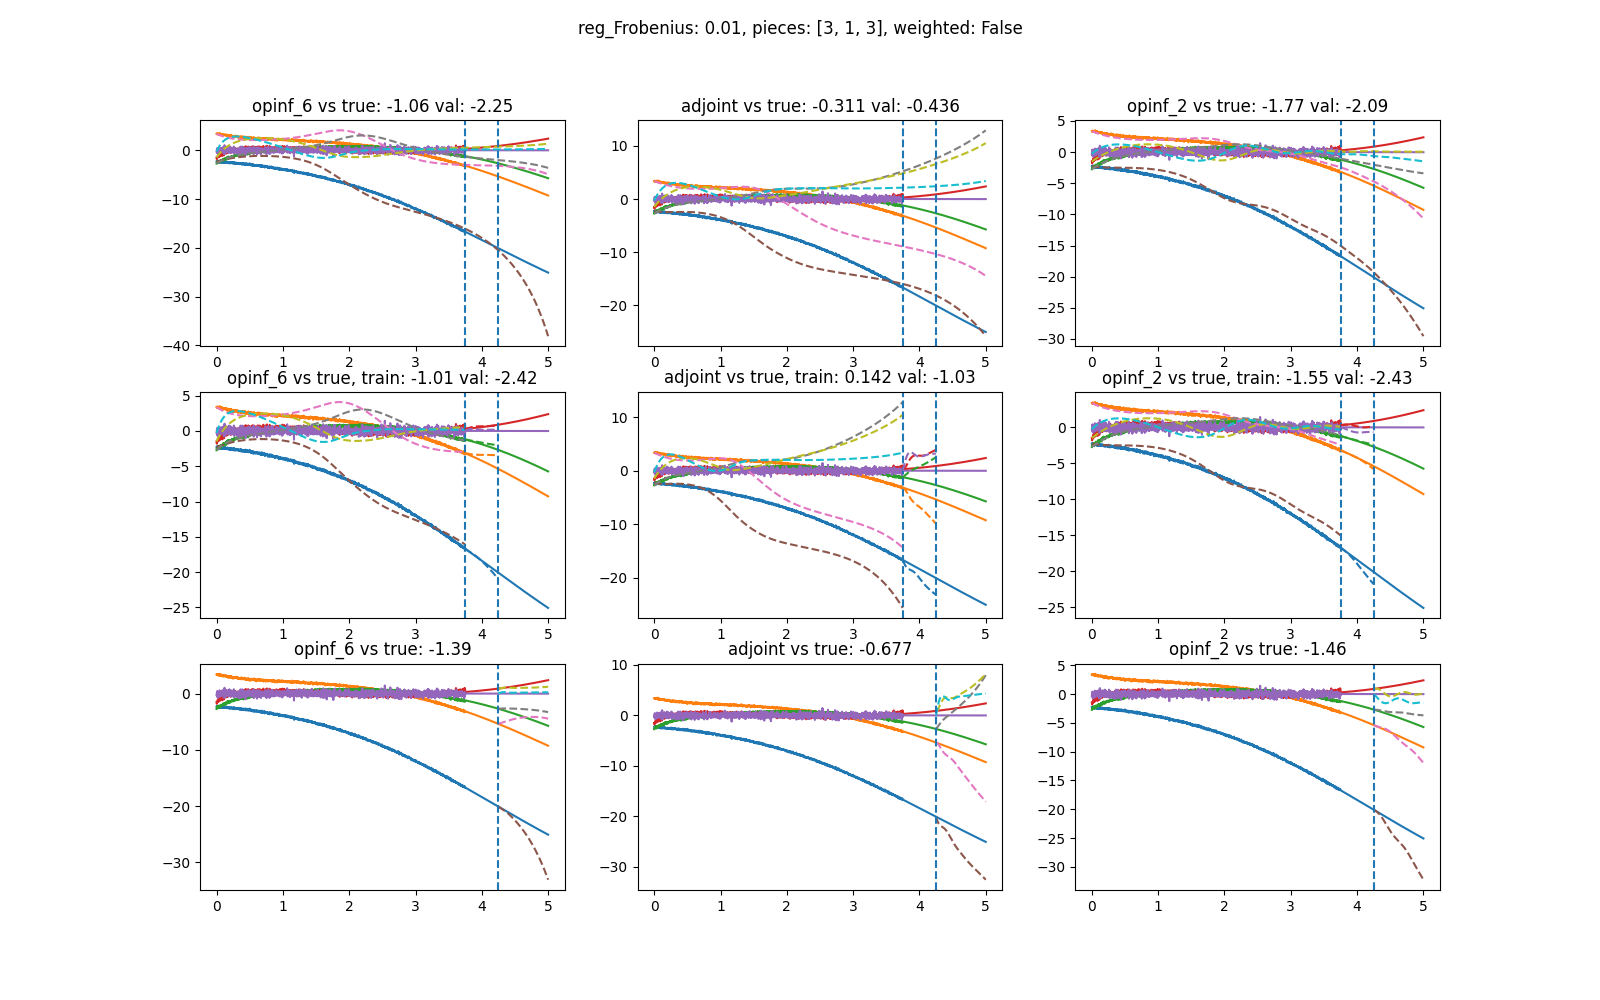 reg_Frobenius: 0.01, pieces: [3, 1, 3], weighted: False
opinf_6 vs true: -1.06 val: -2.25
adjoint vs true: -0.311 val: -0.436
opinf_2 vs true: -1.77 val: -2.09
0
−10
−20
−30
−40
0 1 2 3 4 5
10
0
−10
−20
0 1 2 3 4 5
5
0
−5
−10
−15
−20
−25
−30
0 1 2 3 4 5
opinf_6 vs true, train: -1.01 val: -2.42
adjoint vs true, train: 0.142 val: -1.03
opinf_2 vs true, train: -1.55 val: -2.43
5
0
−5
−10
−15
−20
−25
0 1 2 3 4 5
10
0
−10
−20
0 1 2 3 4 5
0
−5
−10
−15
−20
−25
0 1 2 3 4 5
opinf_6 vs true: -1.39
adjoint vs true: -0.677
opinf_2 vs true: -1.46
0
−10
−20
−30
0 1 2 3 4 5
10
0
−10
−20
−30
0 1 2 3 4 5
5
0
−5
−10
−15
−20
−25
−30
0 1 2 3 4 5